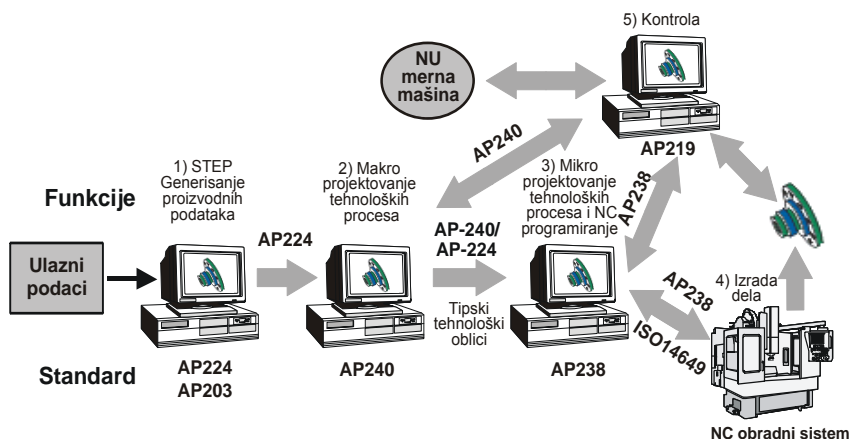 5) Kontrola
NU
merna
mašina
AP219
AP240
1) STEP
Generisanje
proizvodnih
podataka
2) Makro
projektovanje
tehnoloških
procesa
3) Mikro
projektovanje
tehnoloških
procesa i NC
programiranje
AP238
Funkcije
AP224
AP-240/
AP-224
Ulazni
podaci
Tipski
tehnološki
oblici
AP238
ISO14649
4) Izrada
dela
Standard
AP224
AP203
AP240
AP238
NC obradni sistem